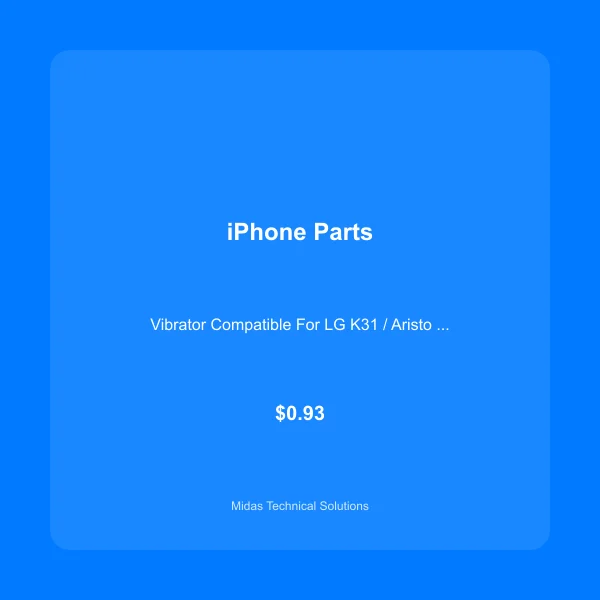 iPhone Parts
Vibrator Compatible For LG K31 / Aristo ...
$0.93
Midas Technical Solutions